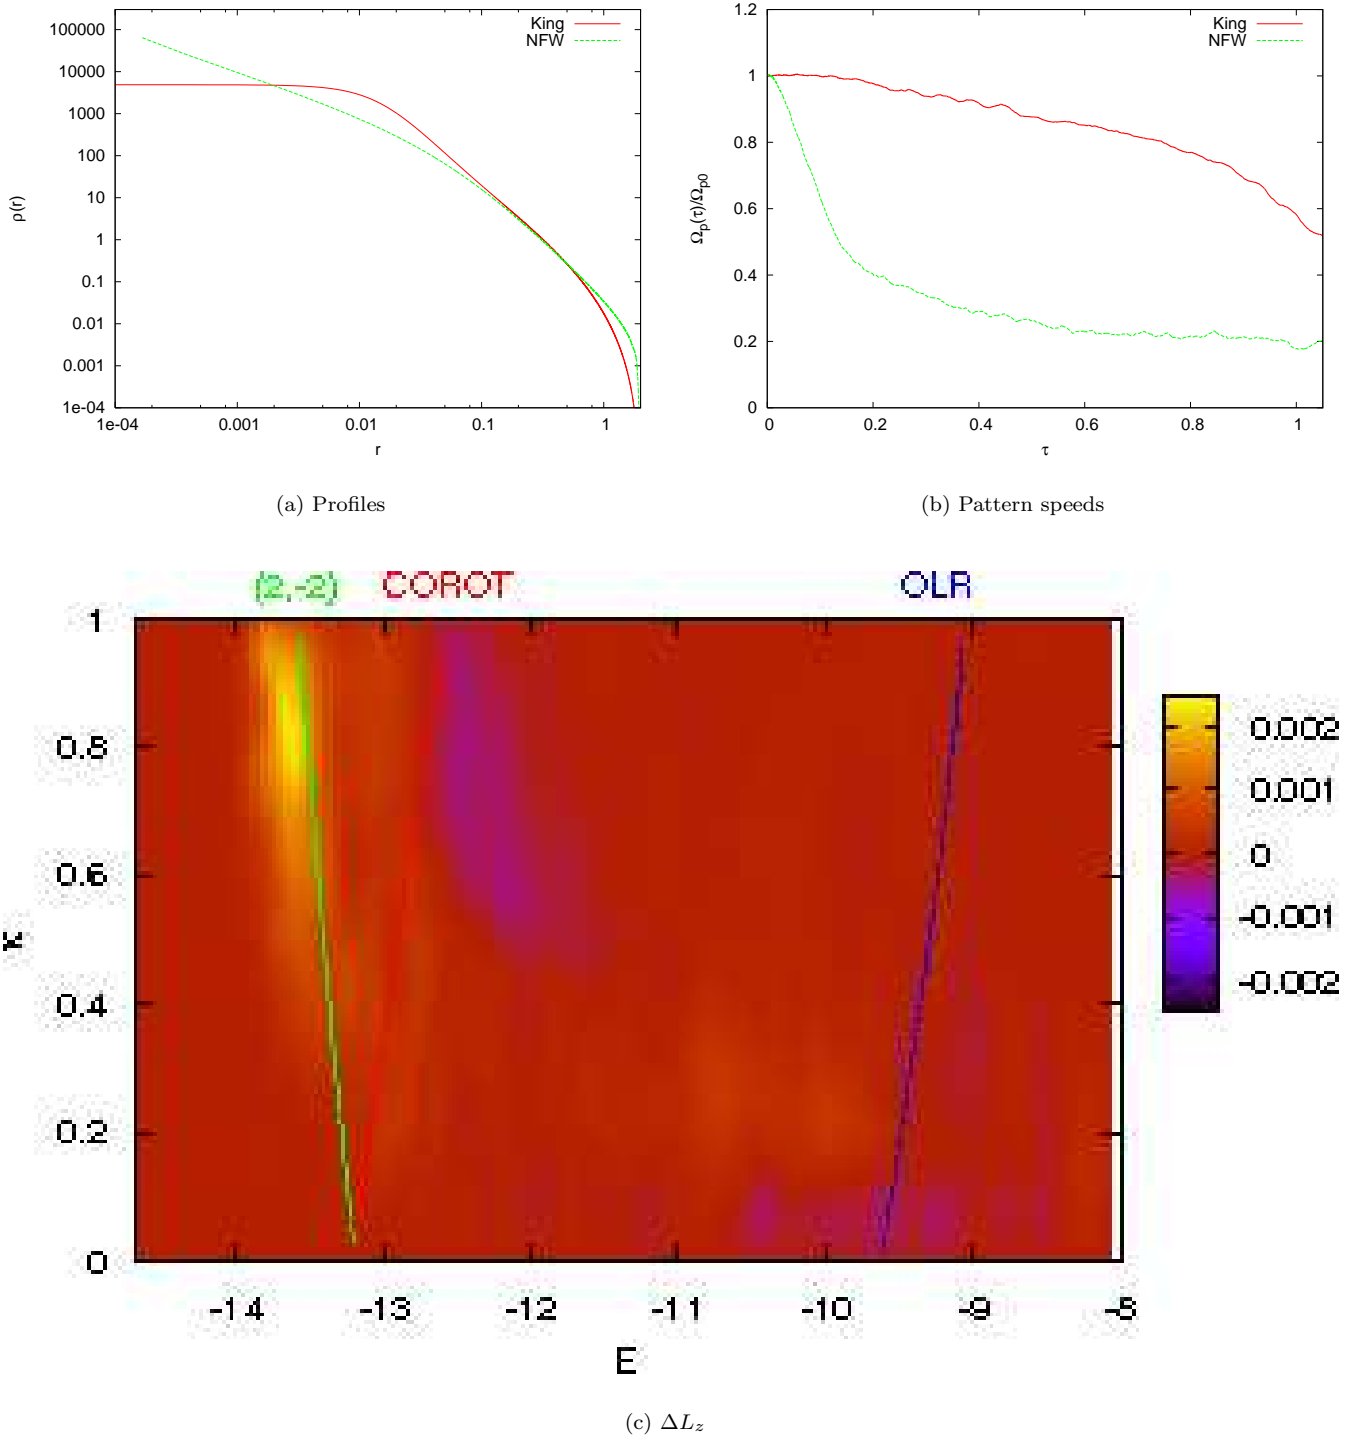 King
NFW
100000
10000
1000
100
10
1
0.1
0.01
0.001
1e-04
1e-04 0.001 0.01 0.1 1
ρ(r)
r
(a) Profiles
King
NFW
1.2
1
0.8
0.6
0.4
0.2
0
0 0.2 0.4 0.6 0.8 1
Ωp(τ)/Ωp0
τ
(b) Pattern speeds
(2,-2) COROT OLR
1
0.8
0.6
0.4
0.2
0
κ
-14 -13 -12 -11 -10 -9
E
0.002
0.001
0
-0.001
-0.002
(c) ΔLz